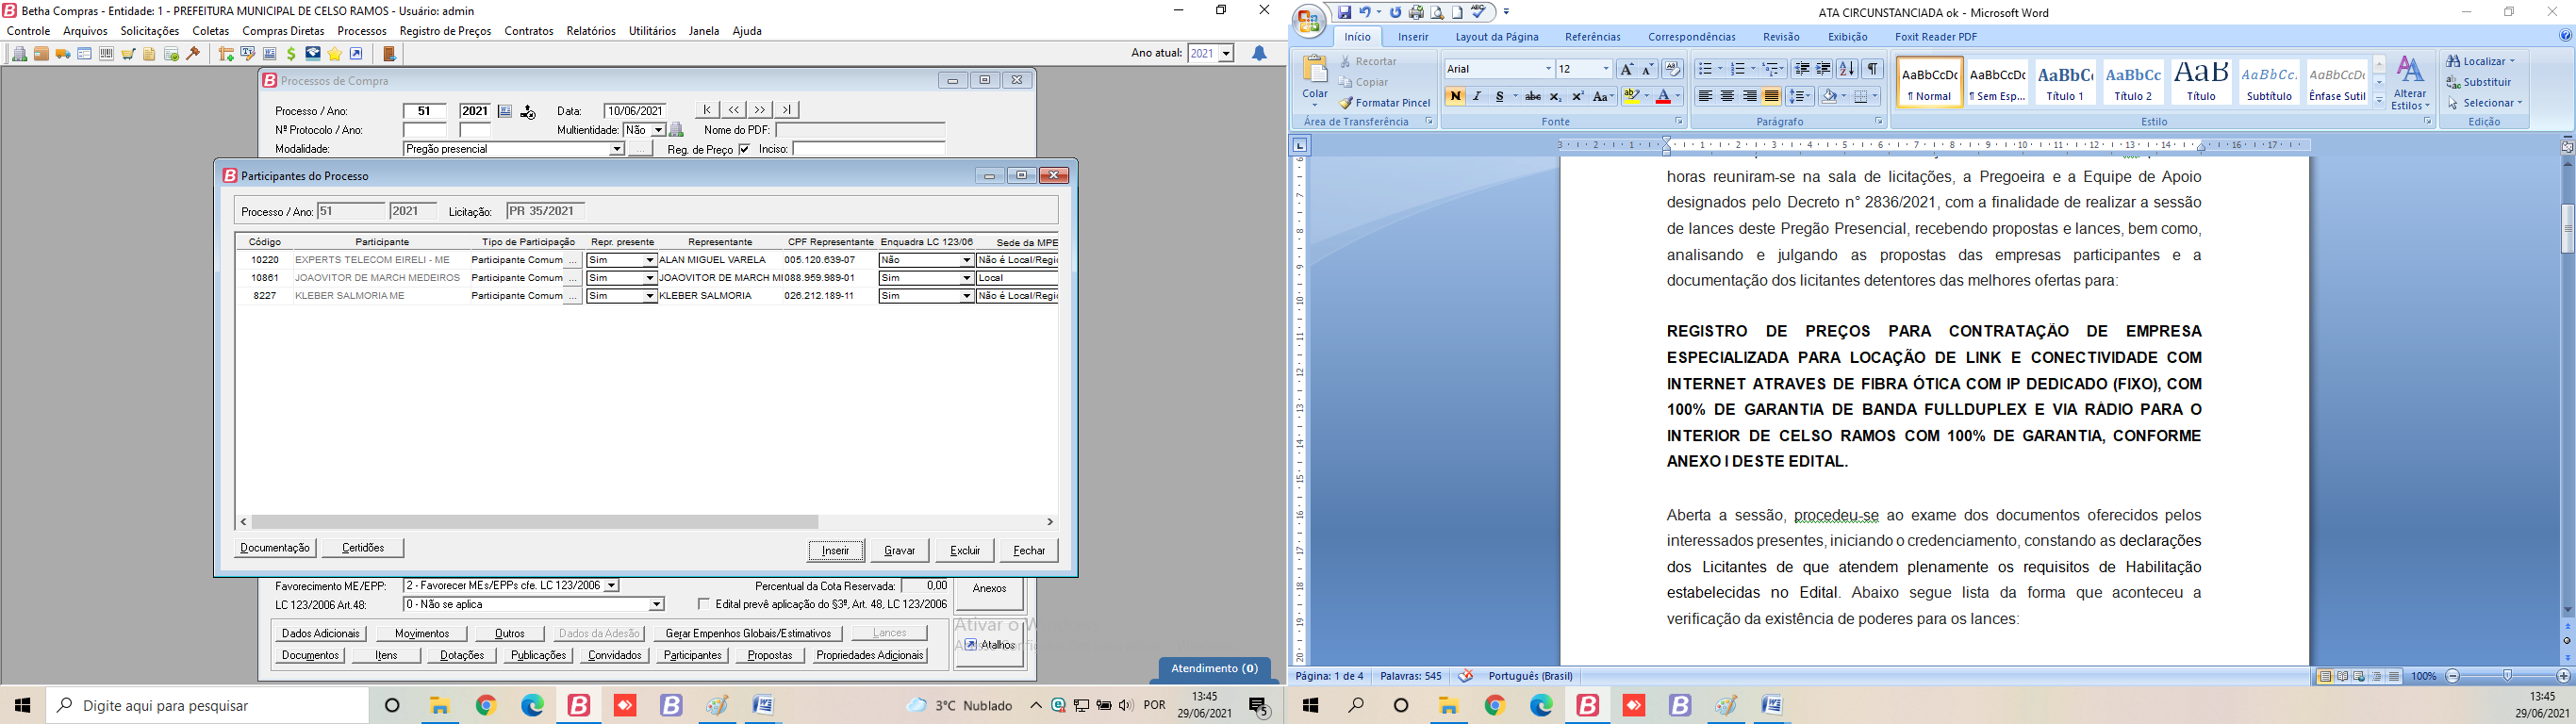 Betha Compras - Entidade: 1 - PREFEITURA MUNICIPAL DE CELSO RAMOS - Usuário: admin
Controle Arquivos Solicitações Coletas Compras Diretas Processos Registro de Preços Contratos Relatórios Utilitários Janela Ajuda
Ano atual: 2021
Processos de Compra
Processo / Ano: 51 2021 Data: 10/06/2021 |< << >> >|
Nº Protocolo / Ano: Multientidade: Não Nome do PDF:
Modalidade: Pregão presencial ... Reg. de Preço Inciso:
Participantes do Processo
Processo / Ano: 51 2021 Licitação: PR 35/2021
Código Participante Tipo de Participação Repr. presente Representante CPF Representante Enquadra LC 123/06 Sede da MPE
10220 EXPERTS TELECOM EIRELI - ME Participante Comum ... Sim ALAN MIGUEL VARELA 005.120.639-07 Não Não é Local/Regio
10861 JOAOVITOR DE MARCH MEDEIROS Participante Comum ... Sim JOAOVITOR DE MARCH MI 088.959.989-01 Sim Local
8227 KLEBER SALMORIA ME Participante Comum ... Sim KLEBER SALMORIA 026.212.189-11 Sim Não é Local/Regio
Documentação Certidões Inserir Gravar Excluir Fechar
Favorecimento ME/EPP: 2 - Favorecer MEs/EPPs cfe. LC 123/2006 Percentual da Cota Reservada: 0,00 Anexos
LC 123/2006 Art.48: 0 - Não se aplica Edital prevê aplicação do §3º, Art. 48, LC 123/2006
Dados Adicionais Movimentos Outros Dados da Adesão Gerar Empenhos Globais/Estimativos Lances
Ativar o W
Documentos Itens Dotações Publicações Convidados Participantes Propostas Propriedades Adicionais Atalhos
Atendimento (0)
Digite aqui para pesquisar
3°C Nublado POR 13:45
29/06/2021 5
ATA CIRCUNSTANCIADA ok - Microsoft Word
Início Inserir Layout da Página Referências Correspondências Revisão Exibição Foxit Reader PDF
Colar Recortar
Copiar
Formatar Pincel
Área de Transferência
Arial 12
N I S abc x₂ x² Aa
Fonte
Parágrafo
AaBbCcDc AaBbCcDc AaBbCc AaBbCc AaB AaBbCc. AaBbCcDc
¶ Normal ¶ Sem Esp... Título 1 Título 2 Título Subtítulo Ênfase Sutil
Alterar Estilos
Estilo
Localizar
Substituir
Selecionar
Edição
horas reuniram-se na sala de licitações, a Pregoeira e a Equipe de Apoio
designados pelo Decreto n° 2836/2021, com a finalidade de realizar a sessão
de lances deste Pregão Presencial, recebendo propostas e lances, bem como,
analisando e julgando as propostas das empresas participantes e a
documentação dos licitantes detentores das melhores ofertas para:
REGISTRO DE PREÇOS PARA CONTRATAÇÃO DE EMPRESA
ESPECIALIZADA PARA LOCAÇÃO DE LINK E CONECTIVIDADE COM
INTERNET ATRAVES DE FIBRA ÓTICA COM IP DEDICADO (FIXO), COM
100% DE GARANTIA DE BANDA FULLDUPLEX E VIA RÁDIO PARA O
INTERIOR DE CELSO RAMOS COM 100% DE GARANTIA, CONFORME
ANEXO I DESTE EDITAL.
Aberta a sessão, procedeu-se ao exame dos documentos oferecidos pelos
interessados presentes, iniciando o credenciamento, constando as declarações
dos Licitantes de que atendem plenamente os requisitos de Habilitação
estabelecidas no Edital. Abaixo segue lista da forma que aconteceu a
verificação da existência de poderes para os lances:
Página: 1 de 4 Palavras: 545 Português (Brasil) 100%
13:45
29/06/2021